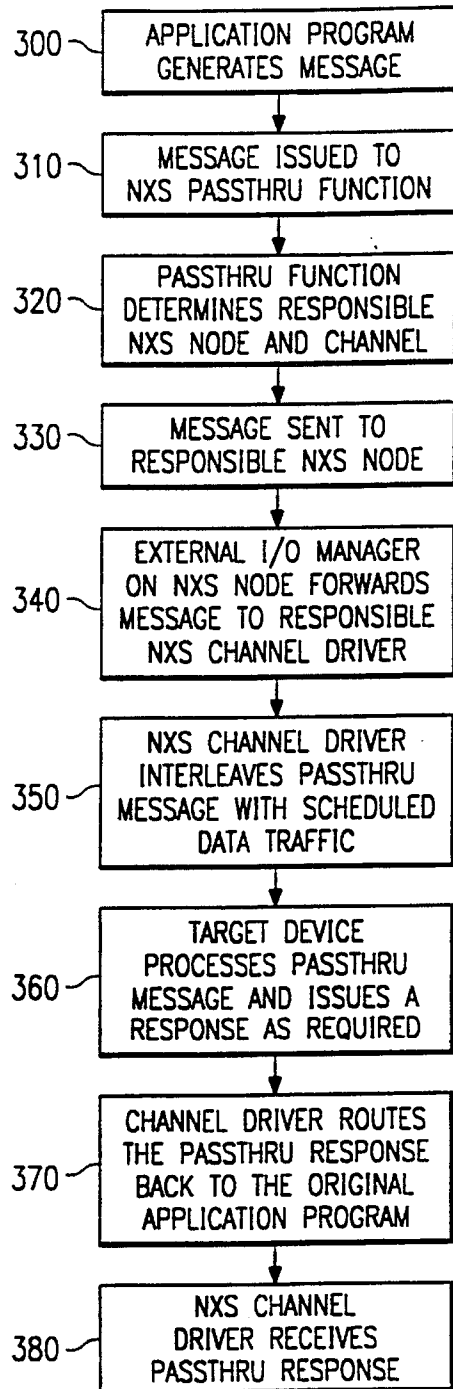 300
APPLICATION PROGRAM
GENERATES MESSAGE
310
MESSAGE ISSUED TO
NXS PASSTHRU FUNCTION
320
PASSTHRU FUNCTION
DETERMINES RESPONSIBLE
NXS NODE AND CHANNEL
330
MESSAGE SENT TO
RESPONSIBLE NXS NODE
340
EXTERNAL I/O MANAGER
ON NXS NODE FORWARDS
MESSAGE TO RESPONSIBLE
NXS CHANNEL DRIVER
350
NXS CHANNEL DRIVER
INTERLEAVES PASSTHRU
MESSAGE WITH SCHEDULED
DATA TRAFFIC
360
TARGET DEVICE
PROCESSES PASSTHRU
MESSAGE AND ISSUES A
RESPONSE AS REQUIRED
370
CHANNEL DRIVER ROUTES
THE PASSTHRU RESPONSE
BACK TO THE ORIGINAL
APPLICATION PROGRAM
380
NXS CHANNEL
DRIVER RECEIVES
PASSTHRU RESPONSE